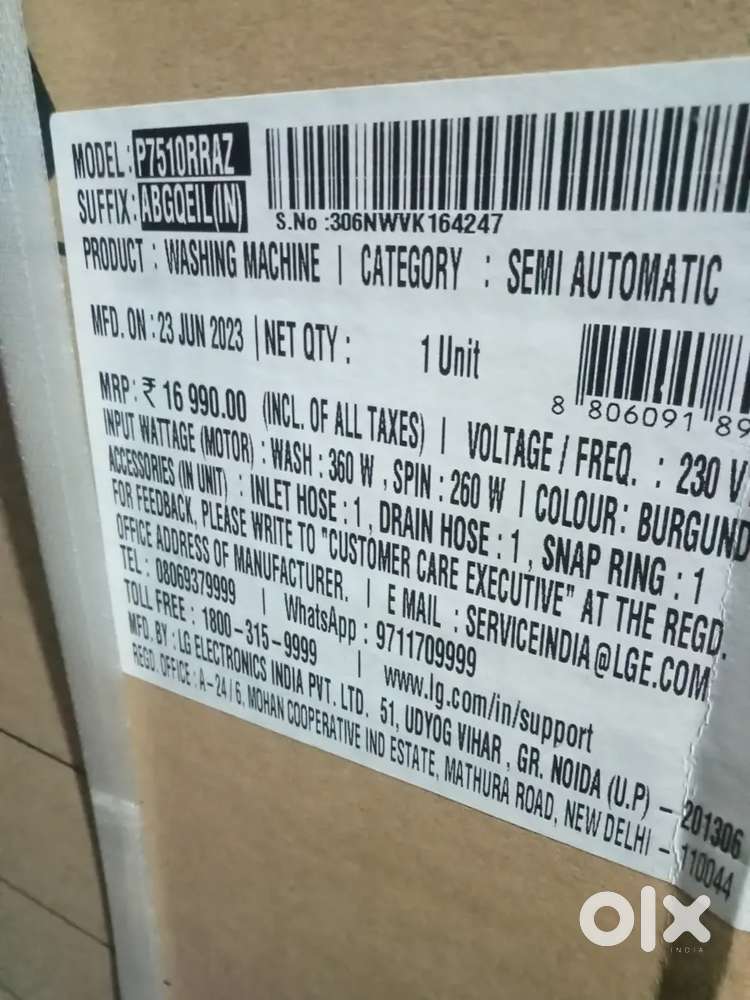 MODEL : P7510RRAZ
SUFFIX : ABGQEIL(IN)
S.No :306NWVK164247
PRODUCT : WASHING MACHINE | CATEGORY : SEMI AUTOMATIC
MFD. ON : 23 JUN 2023 | NET QTY : 1 Unit
8 806091 89
MRP: ₹ 16 990.00 (INCL. OF ALL TAXES) | VOLTAGE / FREQ. : 230 V
INPUT WATTAGE (MOTOR) : WASH : 360 W , SPIN : 260 W | COLOUR: BURGUND
ACCESSORIES (IN UNIT) : INLET HOSE : 1 , DRAIN HOSE : 1 , SNAP RING : 1
FOR FEEDBACK, PLEASE WRITE TO "CUSTOMER CARE EXECUTIVE" AT THE REGD.
OFFICE ADDRESS OF MANUFACTURER. | E MAIL : SERVICEINDIA@LGE.COM
TEL : 08069379999 | WhatsApp : 9711709999
TOLL FREE : 1800-315-9999 | www.lg.com/in/support
MFD. BY : LG ELECTRONICS INDIA PVT. LTD. 51, UDYOG VIHAR , GR. NOIDA (U.P) - 201306
REGD. OFFICE : A-24/6, MOHAN COOPERATIVE IND ESTATE, MATHURA ROAD, NEW DELHI - 110044
olx
INDIA